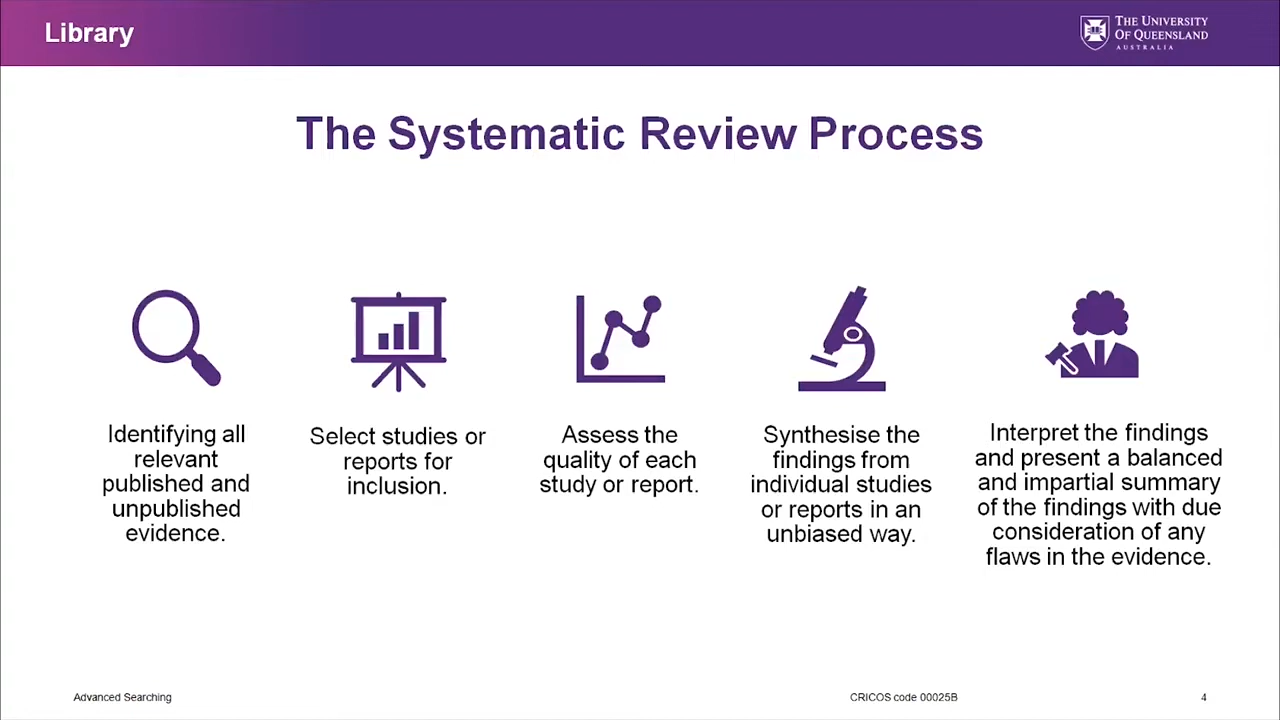 Library
THE UNIVERSITY
OF QUEENSLAND
AUSTRALIA
The Systematic Review Process
Identifying all
relevant
published and
unpublished
evidence.
Select studies or
reports for
inclusion.
Assess the
quality of each
study or report.
Synthesise the
findings from
individual studies
or reports in an
unbiased way.
Interpret the findings
and present a balanced
and impartial summary
of the findings with due
consideration of any
flaws in the evidence.
Advanced Searching
CRICOS code 00025B
4